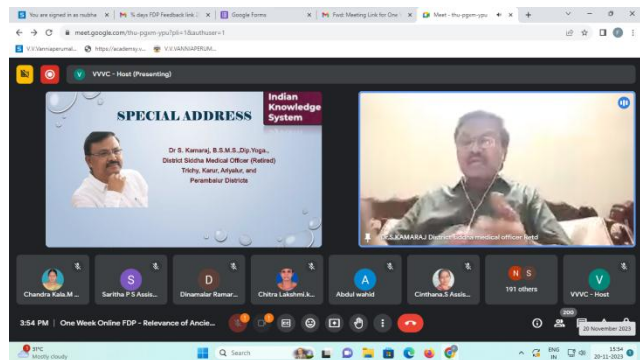 You are signed in as nubha
% days FDP Feedback link
Google Forms
Fwd: Meeting Link for One
Meet - thu-pgxm-ypu
meet.google.com/thu-pgxm-ypu?pli=1&authuser=1
V.V.Vanniaperumal...
https://academy.v...
V.V.VANNIAPERUM...
VVVC - Host (Presenting)
SPECIAL ADDRESS
Indian
Knowledge
System
Dr S. Kamaraj, B.S.M.S.,Dip.Yoga.,
District Siddha Medical Officer (Retired)
Trichy, Karur, Ariyalur, and
Perambalur Districts
Dr.S.KAMARAJ District Siddha medical officer Retd
Chandra Kala.M ...
S
Saritha P S Assis...
D
Dinamalar Ramar...
Chitra Lakshmi.k...
A
Abdul wahid
Cinthana.S Assis...
N S
191 others
V
VVVC - Host
3:54 PM | One Week Online FDP - Relevance of Ancie...
200
20 November 2023
31°C
Mostly cloudy
Search
ENG
IN
15:54
20-11-2023